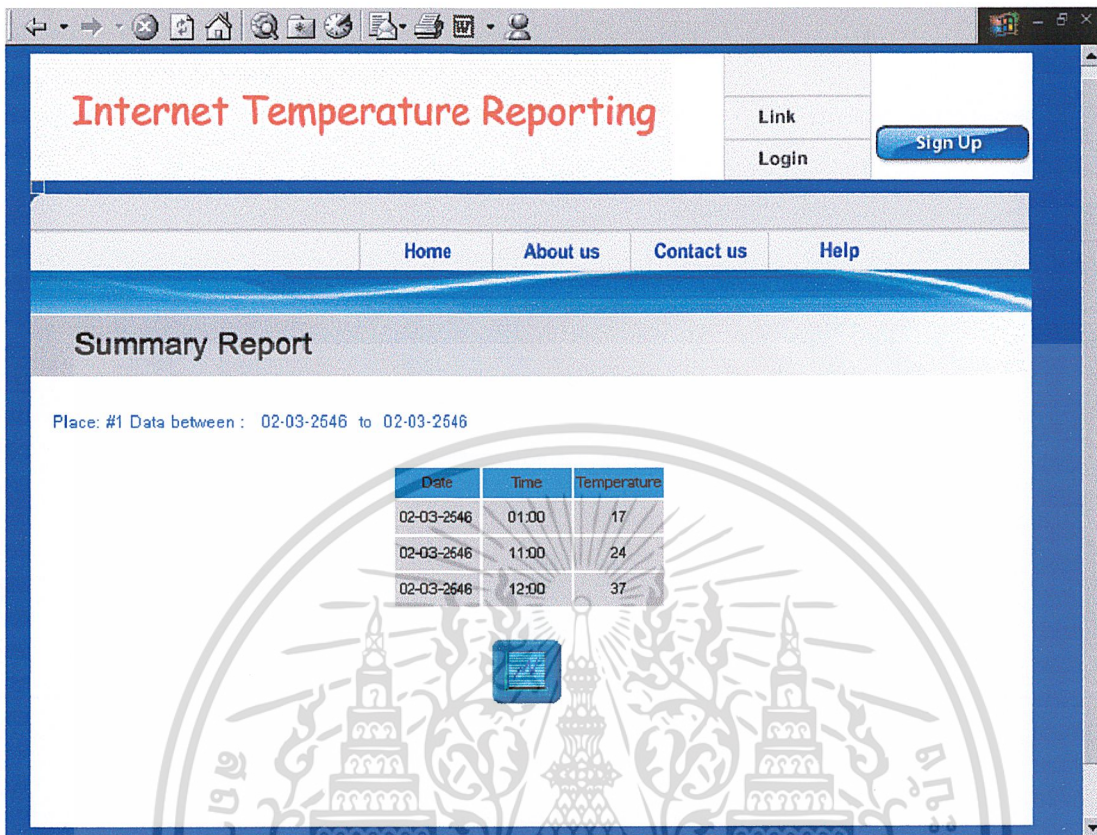 Internet Temperature Reporting
Link
Login
Sign Up
Home About us Contact us Help
Summary Report
Place: #1 Data between : 02-03-2546 to 02-03-2546
Date Time Temperature
02-03-2546 01:00 17
02-03-2546 11:00 24
02-03-2546 12:00 37